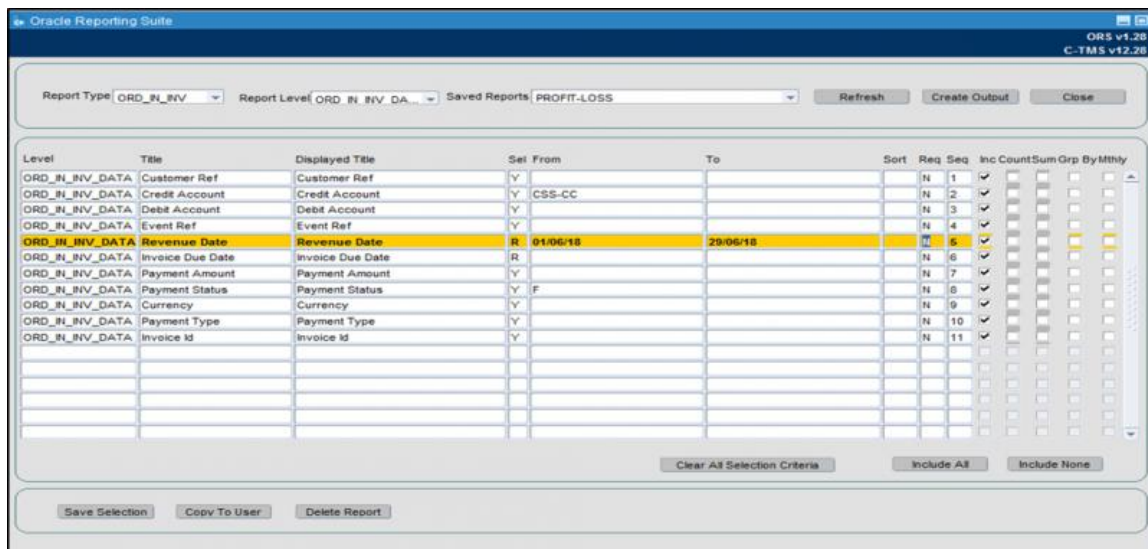 Oracle Reporting Suite
ORS v1.28
C-TMS v12.28
Report Type ORD_IN_INV Report Level ORD_IN_INV_DA... Saved Reports PROFIT-LOSS Refresh Create Output Close
Level Title Displayed Title Sel From To Sort Req Seq Inc Count Sum Grp By Mthly
ORD_IN_INV_DATA Customer Ref Customer Ref Y N 1
ORD_IN_INV_DATA Credit Account Credit Account Y CSS-CC N 2
ORD_IN_INV_DATA Debit Account Debit Account Y N 3
ORD_IN_INV_DATA Event Ref Event Ref Y N 4
ORD_IN_INV_DATA Revenue Date Revenue Date R 01/06/18 29/06/18 N 5
ORD_IN_INV_DATA Invoice Due Date Invoice Due Date R N 6
ORD_IN_INV_DATA Payment Amount Payment Amount Y N 7
ORD_IN_INV_DATA Payment Status Payment Status Y F N 8
ORD_IN_INV_DATA Currency Currency Y N 9
ORD_IN_INV_DATA Payment Type Payment Type Y N 10
ORD_IN_INV_DATA Invoice Id Invoice Id Y N 11
Clear All Selection Criteria Include All Include None
Save Selection Copy To User Delete Report